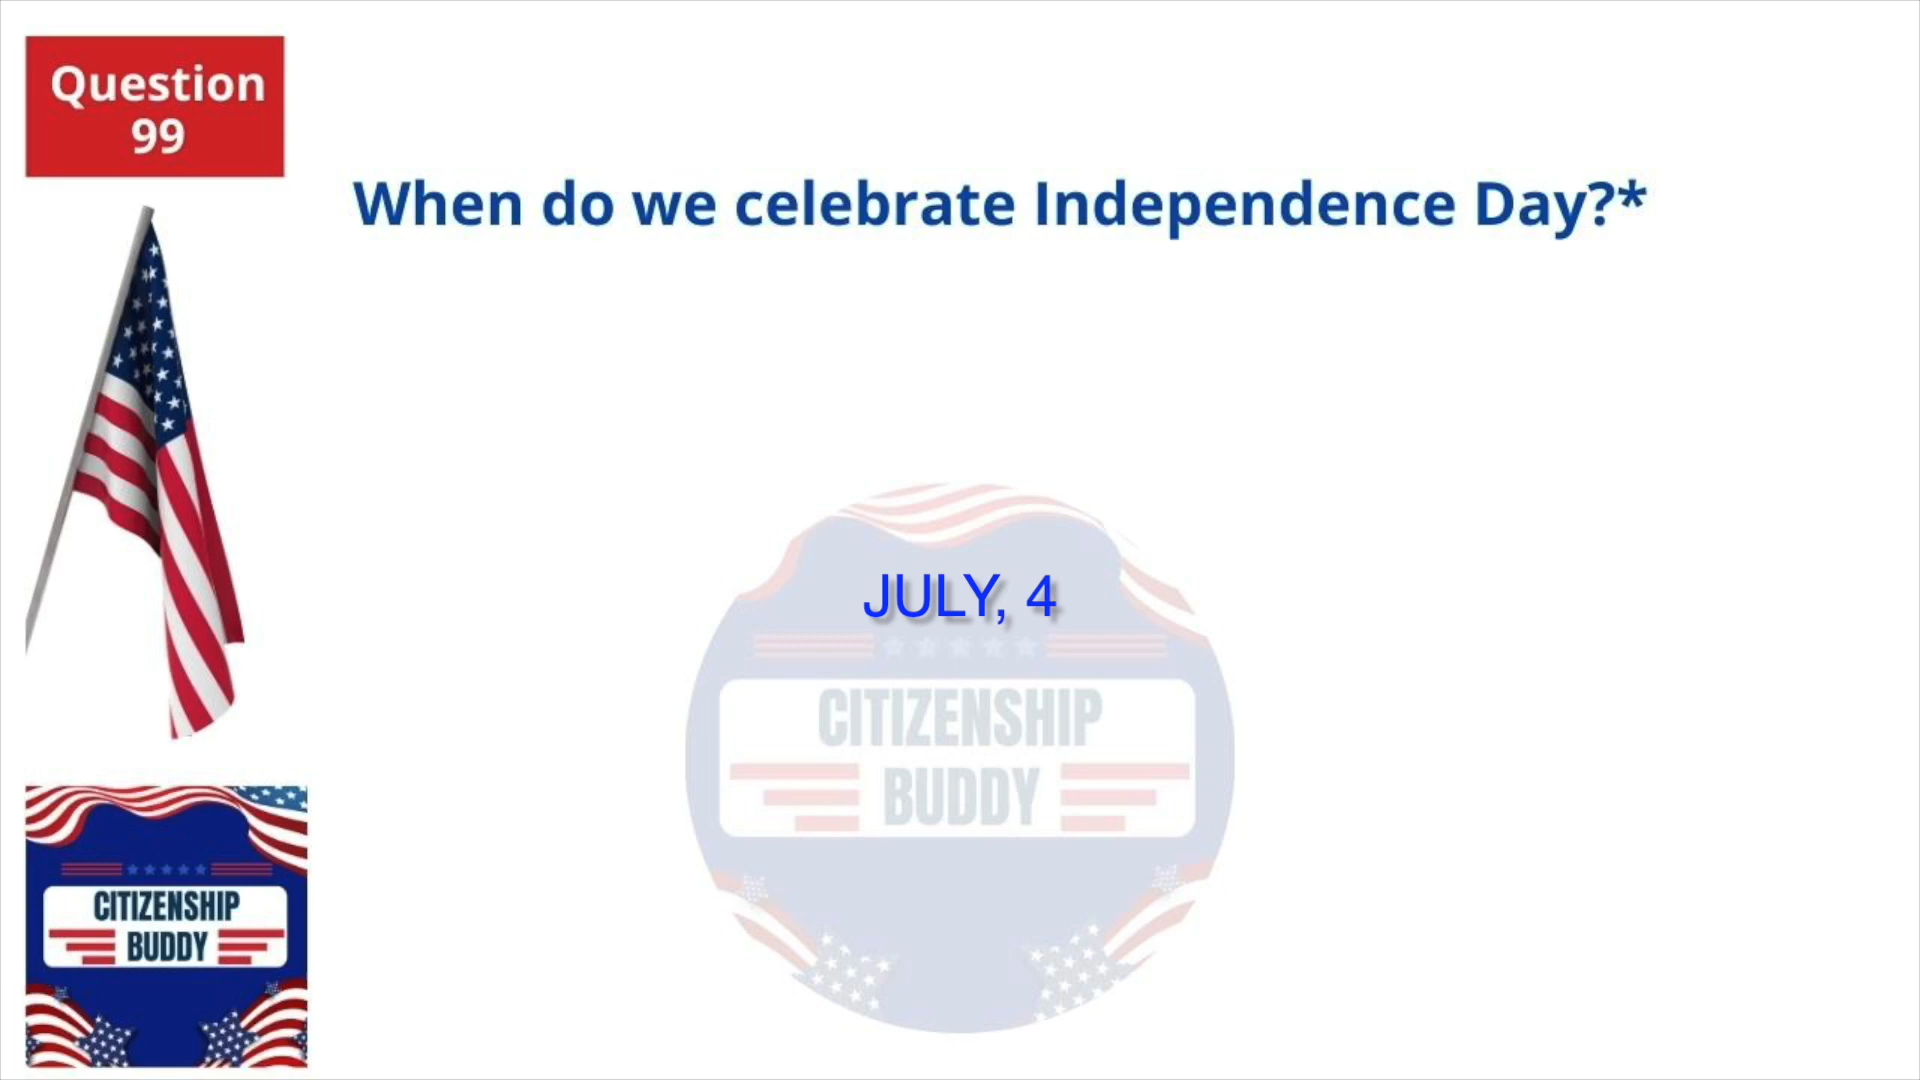 Question
99
When do we celebrate Independence Day?*
JULY, 4
CITIZENSHIP
BUDDY
CITIZENSHIP
BUDDY